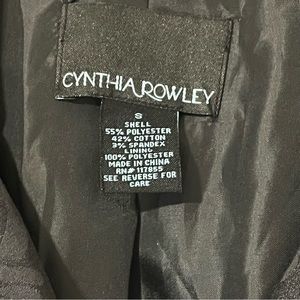 CYNTHIA ROWLEY
S
SHELL
55% POLYESTER
42% COTTON
3% SPANDEX
LINING
100% POLYESTER
MADE IN CHINA
RN# 117855
SEE REVERSE FOR
CARE